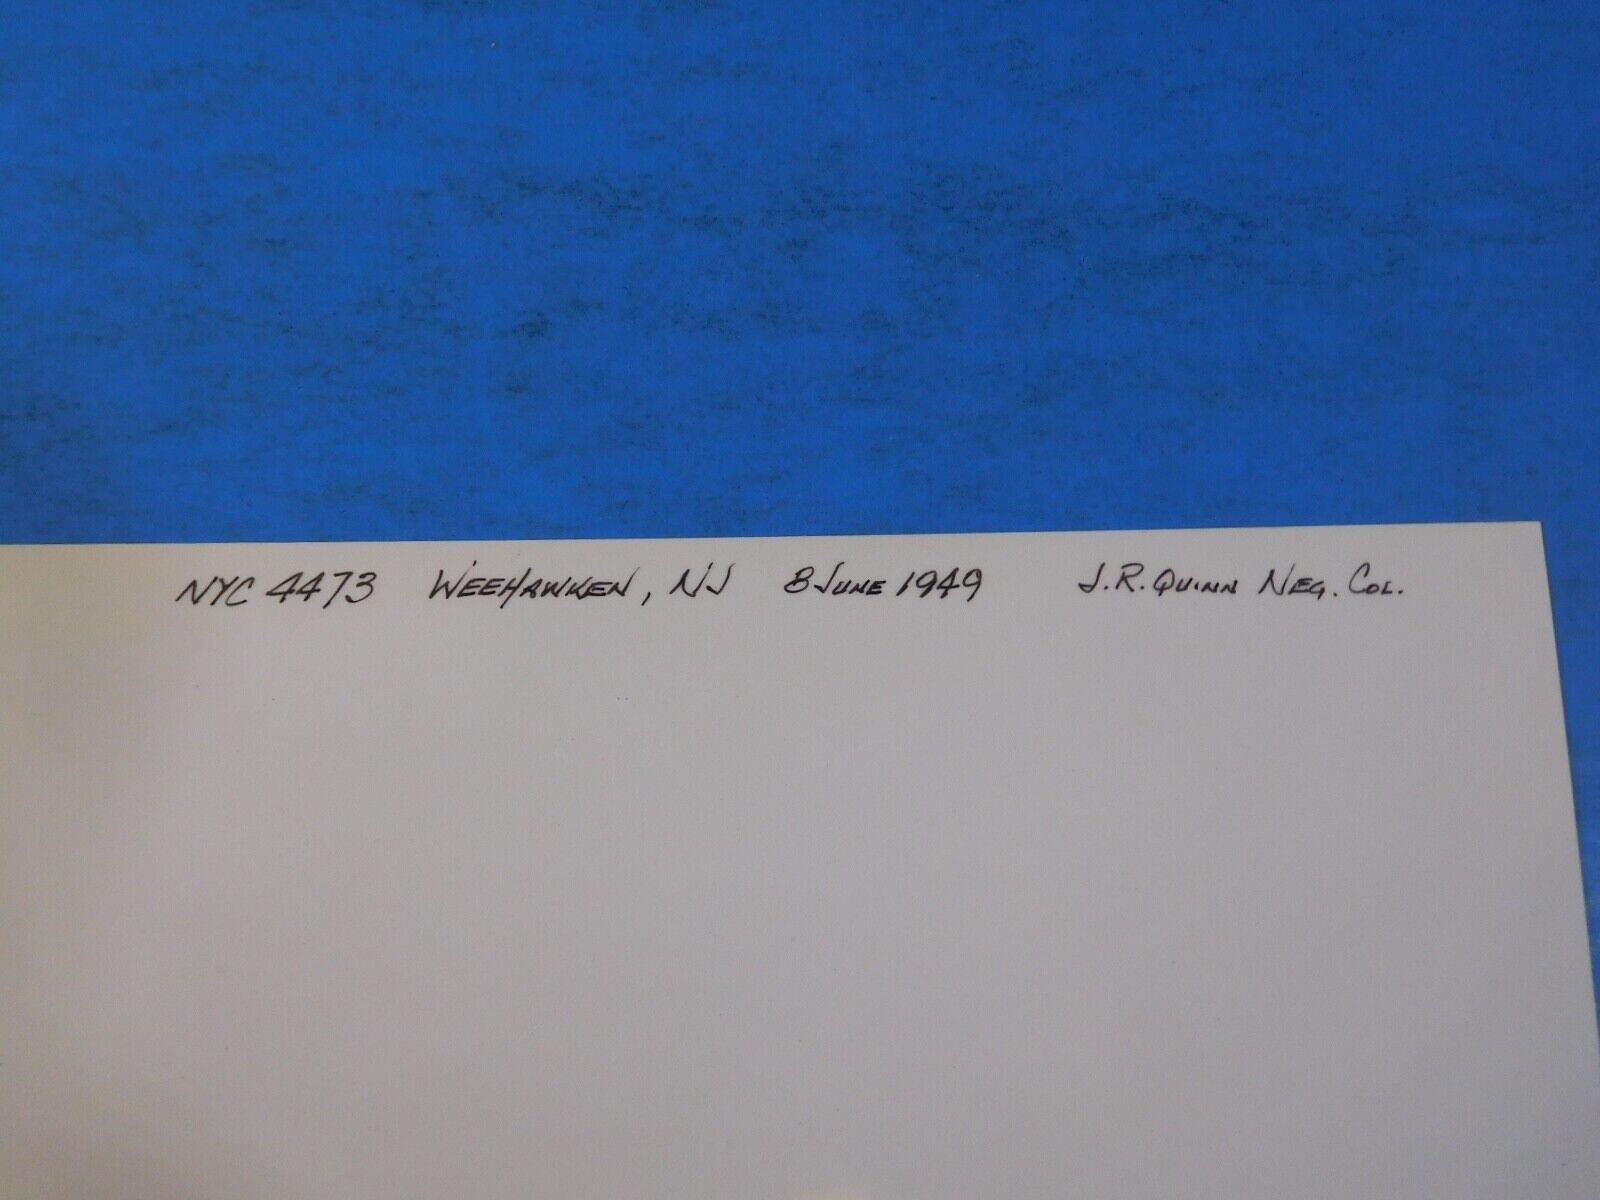 NYC 4473 WEEHAWKEN, NJ 8 JUNE 1949 J.R. QUINN NEG. COL.